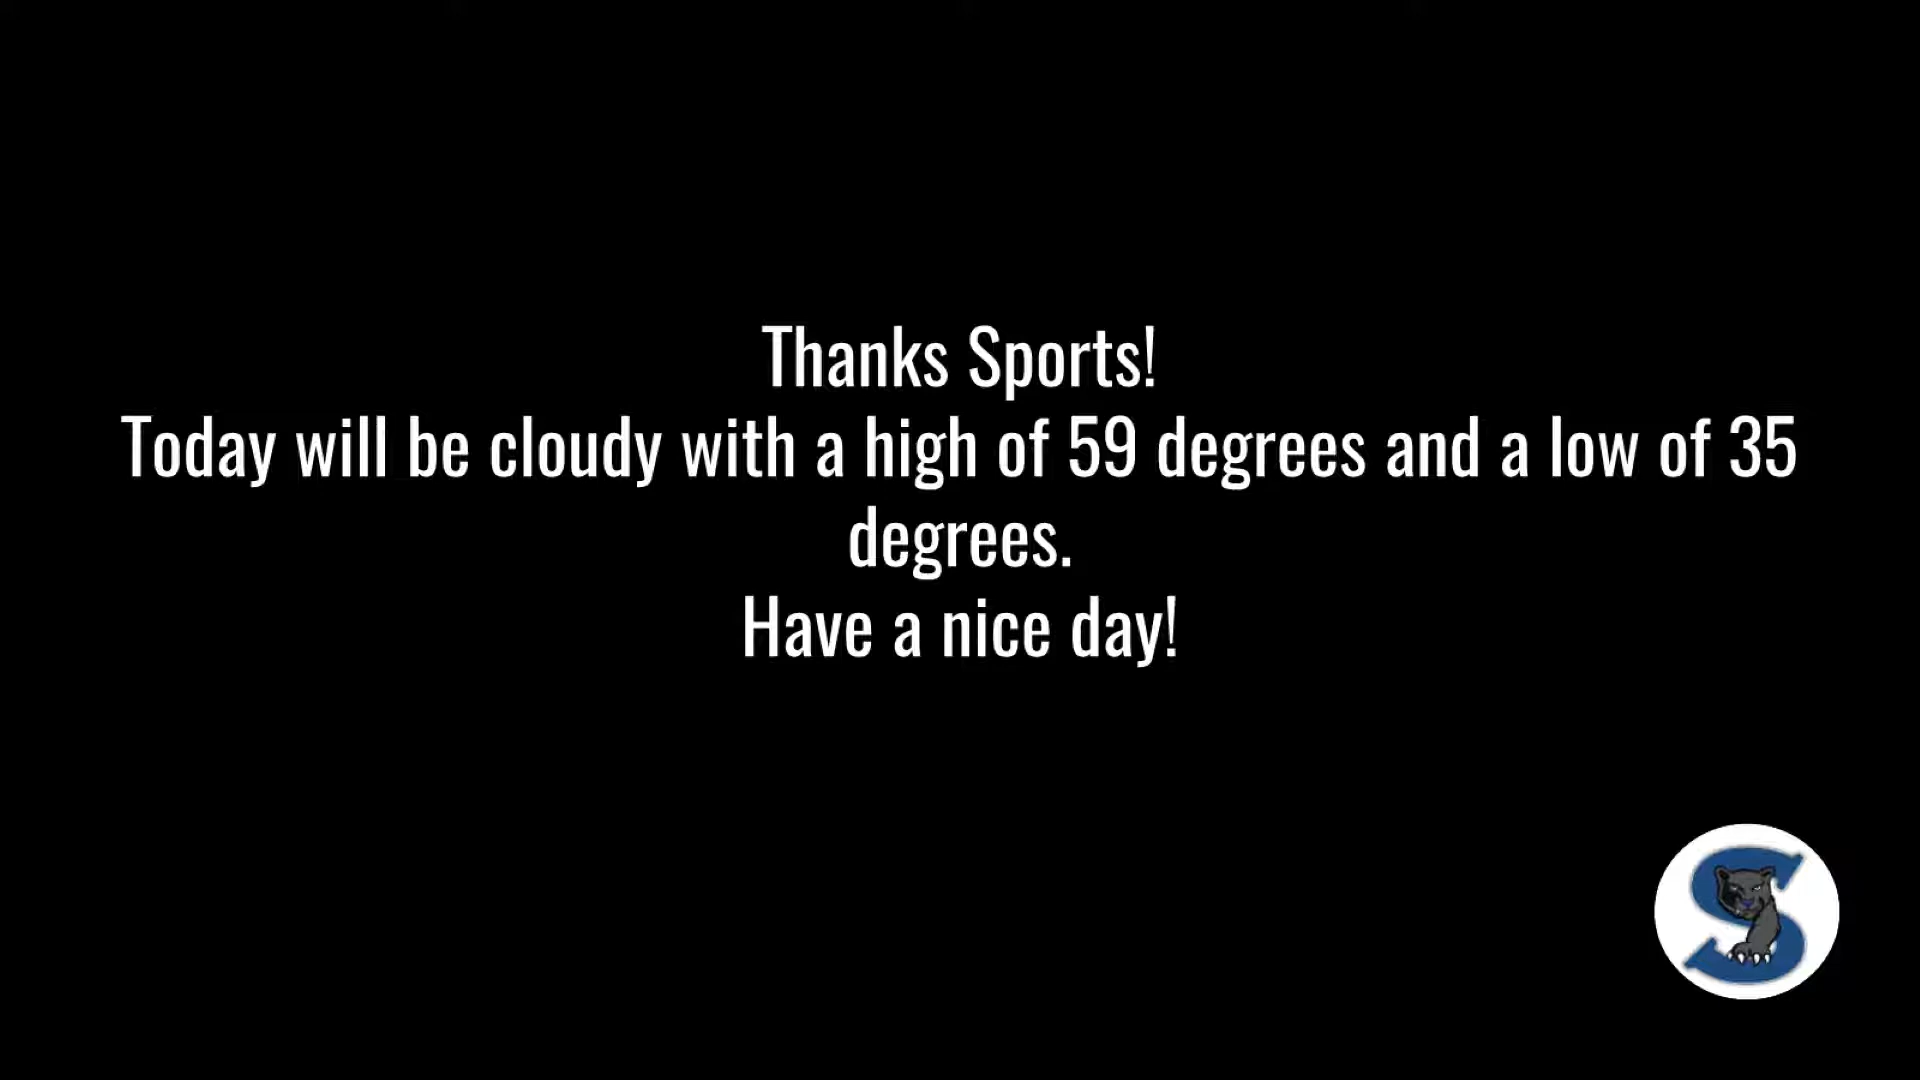 Thanks Sports!
Today will be cloudy with a high of 59 degrees and a low of 35
degrees.
Have a nice day!
S